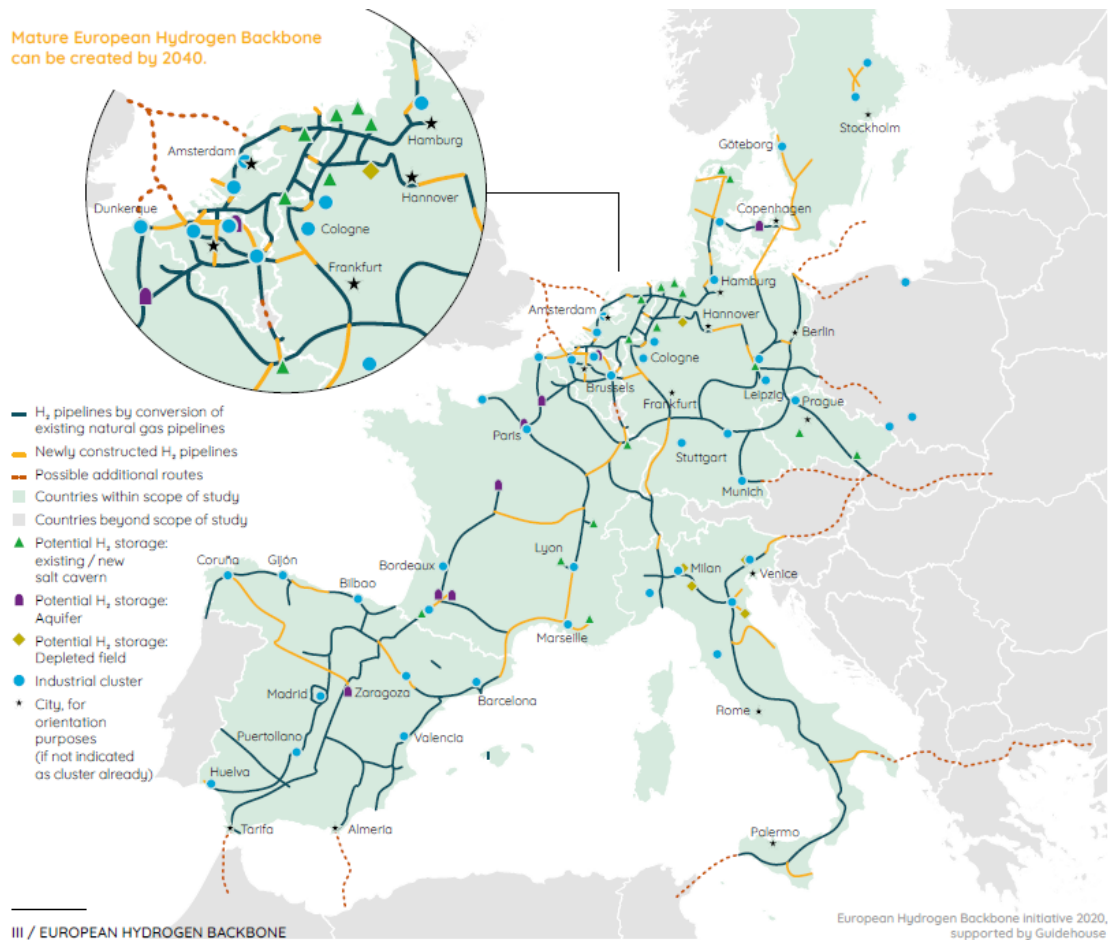 Mature European Hydrogen Backbone
can be created by 2040.
Amsterdam
Hamburg
Hannover
Dunkerque
Cologne
Frankfurt
Stockholm
Göteborg
Copenhagen
Hamburg
Amsterdam
Hannover
Berlin
Cologne
Brussels
Leipzig
Frankfurt
Prague
Paris
Stuttgart
Munich
H₂ pipelines by conversion of
existing natural gas pipelines
Newly constructed H₂ pipelines
Possible additional routes
Countries within scope of study
Countries beyond scope of study
Potential H₂ storage:
existing / new
salt cavern
Potential H₂ storage:
Aquifer
Potential H₂ storage:
Depleted field
Industrial cluster
City, for
orientation
purposes
(if not indicated
as cluster already)
Lyon
Coruña
Gijón
Bordeaux
Milan
Venice
Bilbao
Marseille
Madrid
Zaragoza
Barcelona
Rome
Puertollano
Valencia
Huelva
Tarifa
Almeria
Palermo
European Hydrogen Backbone initiative 2020,
supported by Guidehouse
III / EUROPEAN HYDROGEN BACKBONE